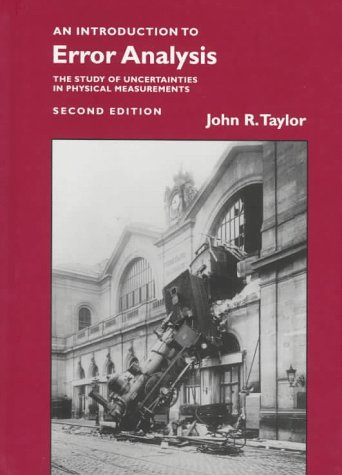 AN INTRODUCTION TO
Error Analysis
THE STUDY OF UNCERTAINTIES
IN PHYSICAL MEASUREMENTS
SECOND EDITION
John R. Taylor